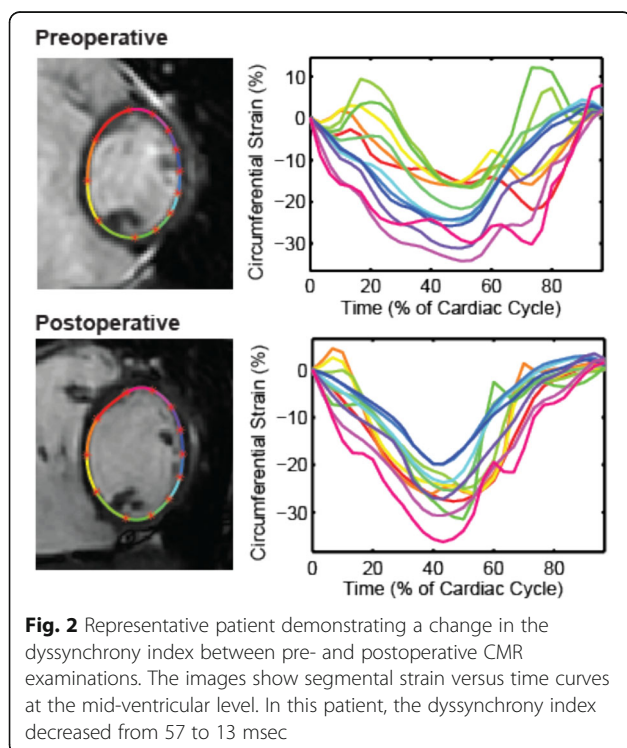 Preoperative
Circumferential Strain (%)
10
0
-10
-20
-30
0 20 40 60 80
Time (% of Cardiac Cycle)
Postoperative
Circumferential Strain (%)
0
-10
-20
-30
0 20 40 60 80
Time (% of Cardiac Cycle)
Fig. 2 Representative patient demonstrating a change in the
dyssynchrony index between pre- and postoperative CMR
examinations. The images show segmental strain versus time curves
at the mid-ventricular level. In this patient, the dyssynchrony index
decreased from 57 to 13 msec